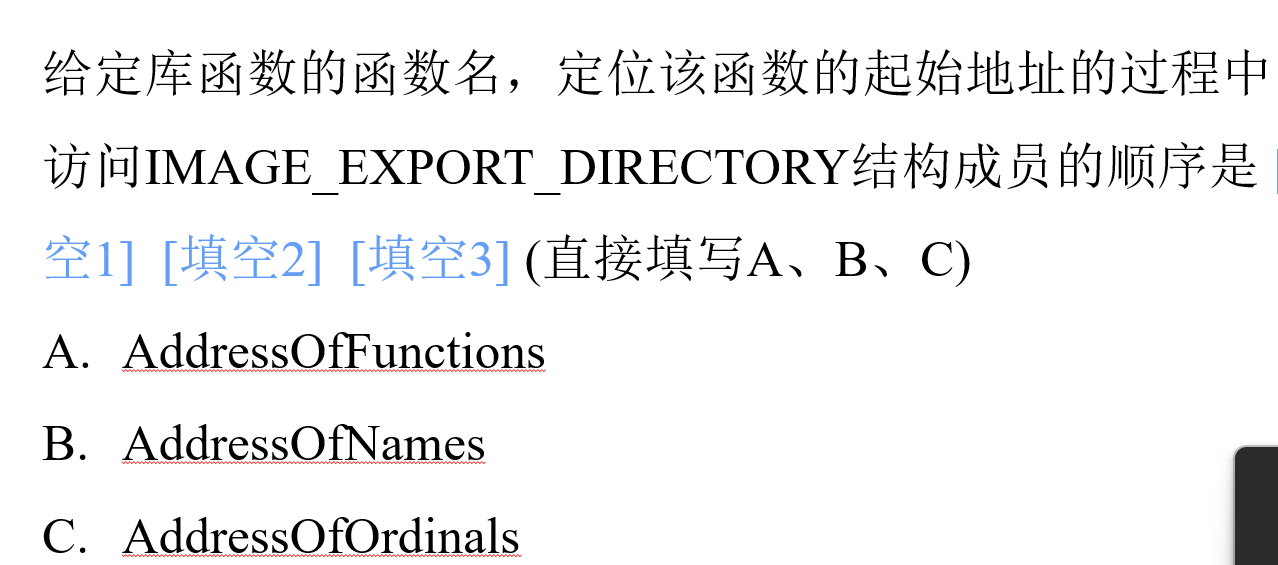 给定库函数的函数名，定位该函数的起始地址的过程中
访问IMAGE_EXPORT_DIRECTORY结构成员的顺序是 [
空1] [填空2] [填空3] (直接填写A、B、C)
A. AddressOfFunctions
B. AddressOfNames
C. AddressOfOrdinals